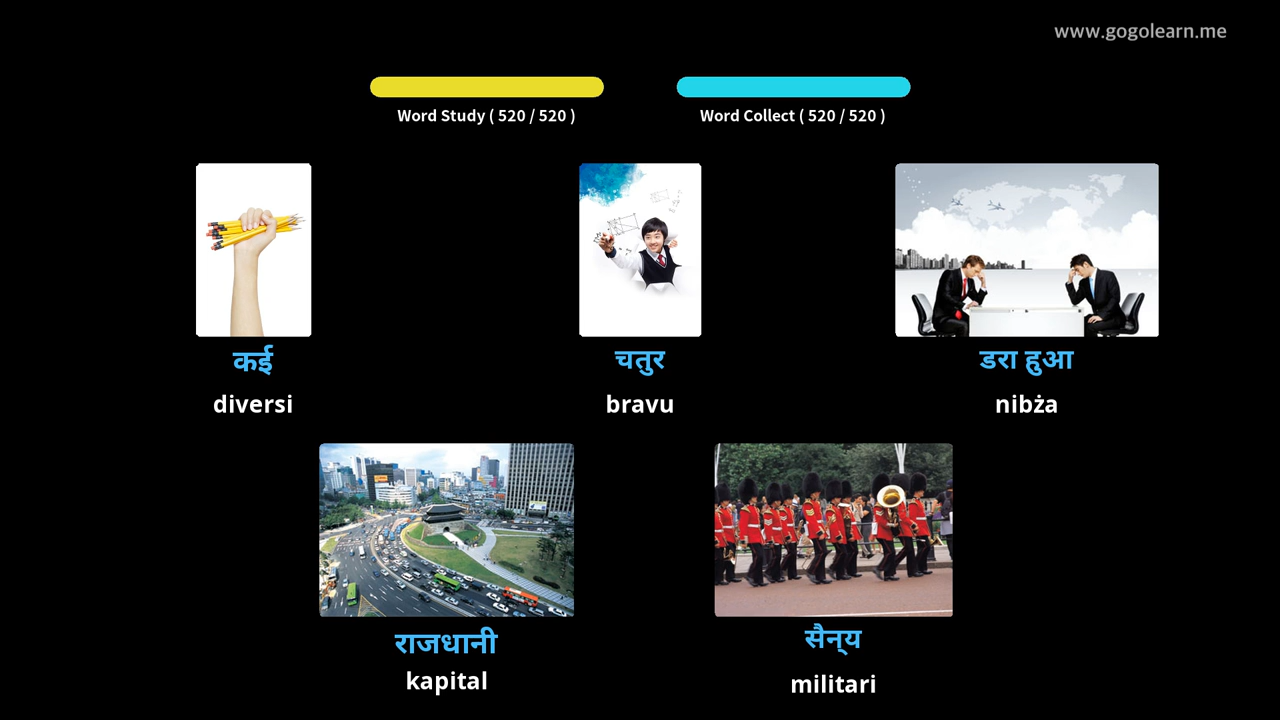 www.gogolearn.me
Word Study ( 520 / 520 )
Word Collect ( 520 / 520 )
कई
चतुर
डरा हुआ
diversi
bravu
nibża
राजधानी
सैन्य
kapital
militari